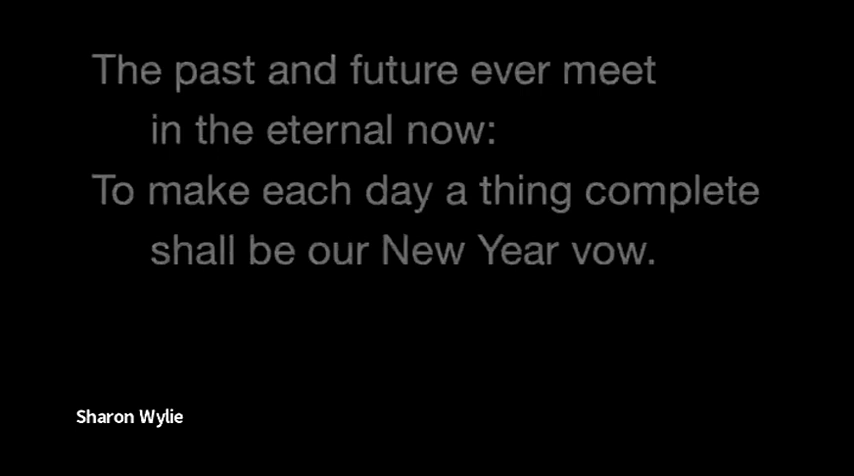 The past and future ever meet
in the eternal now:
To make each day a thing complete
shall be our New Year vow.
Sharon Wylie